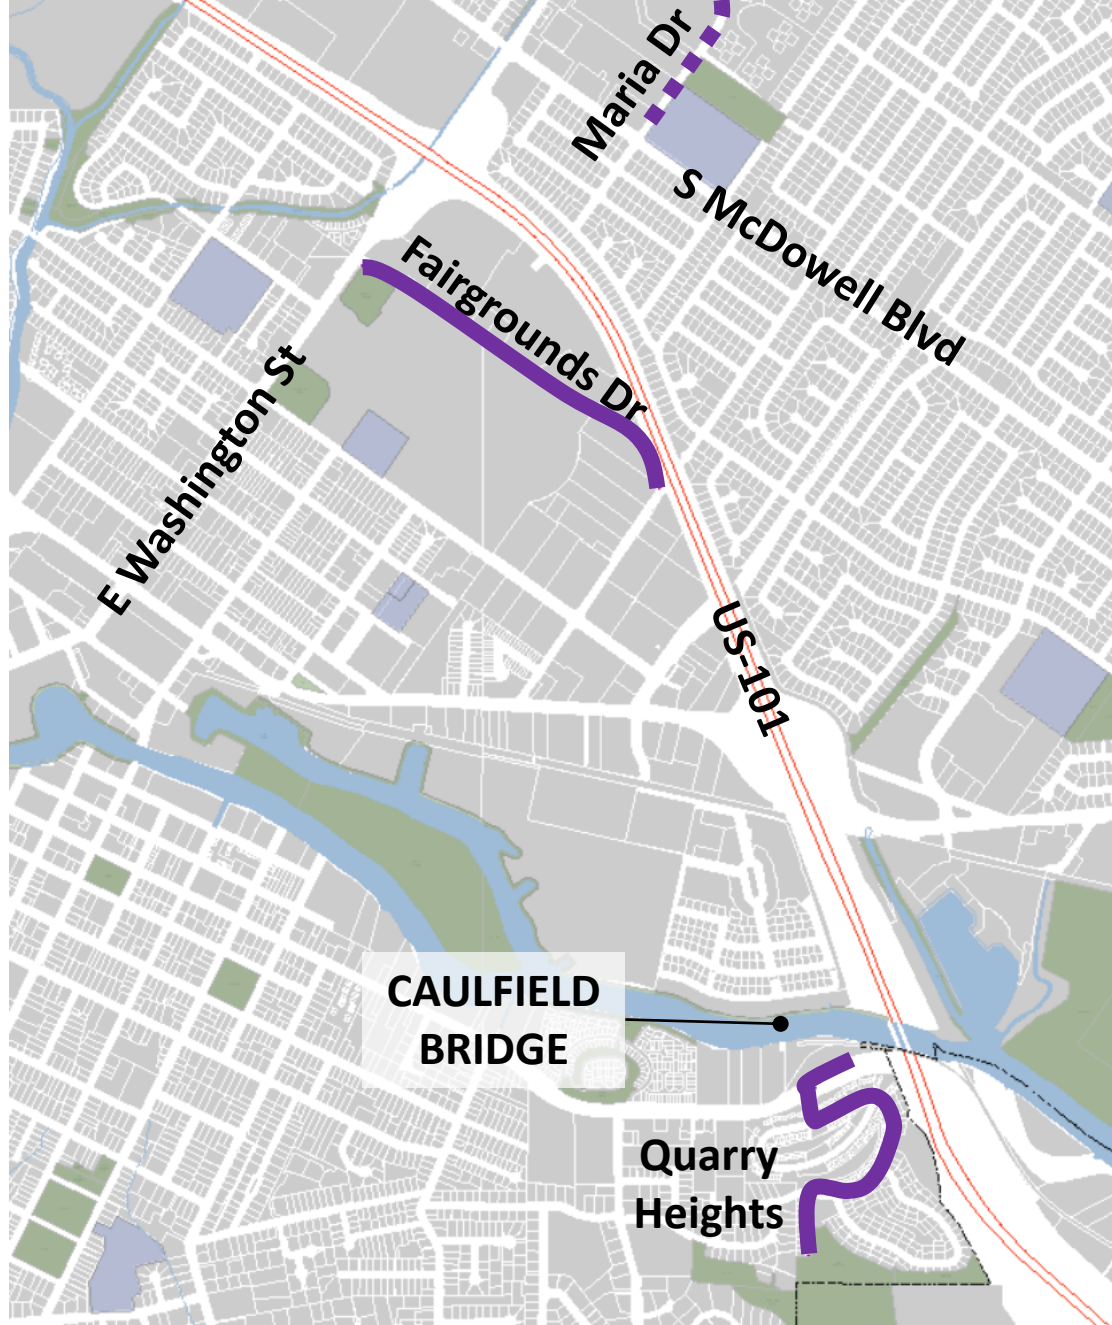 Maria Dr
S McDowell Blvd
Fairgrounds Dr
E Washington St
US-101
CAULFIELD
BRIDGE
Quarry
Heights